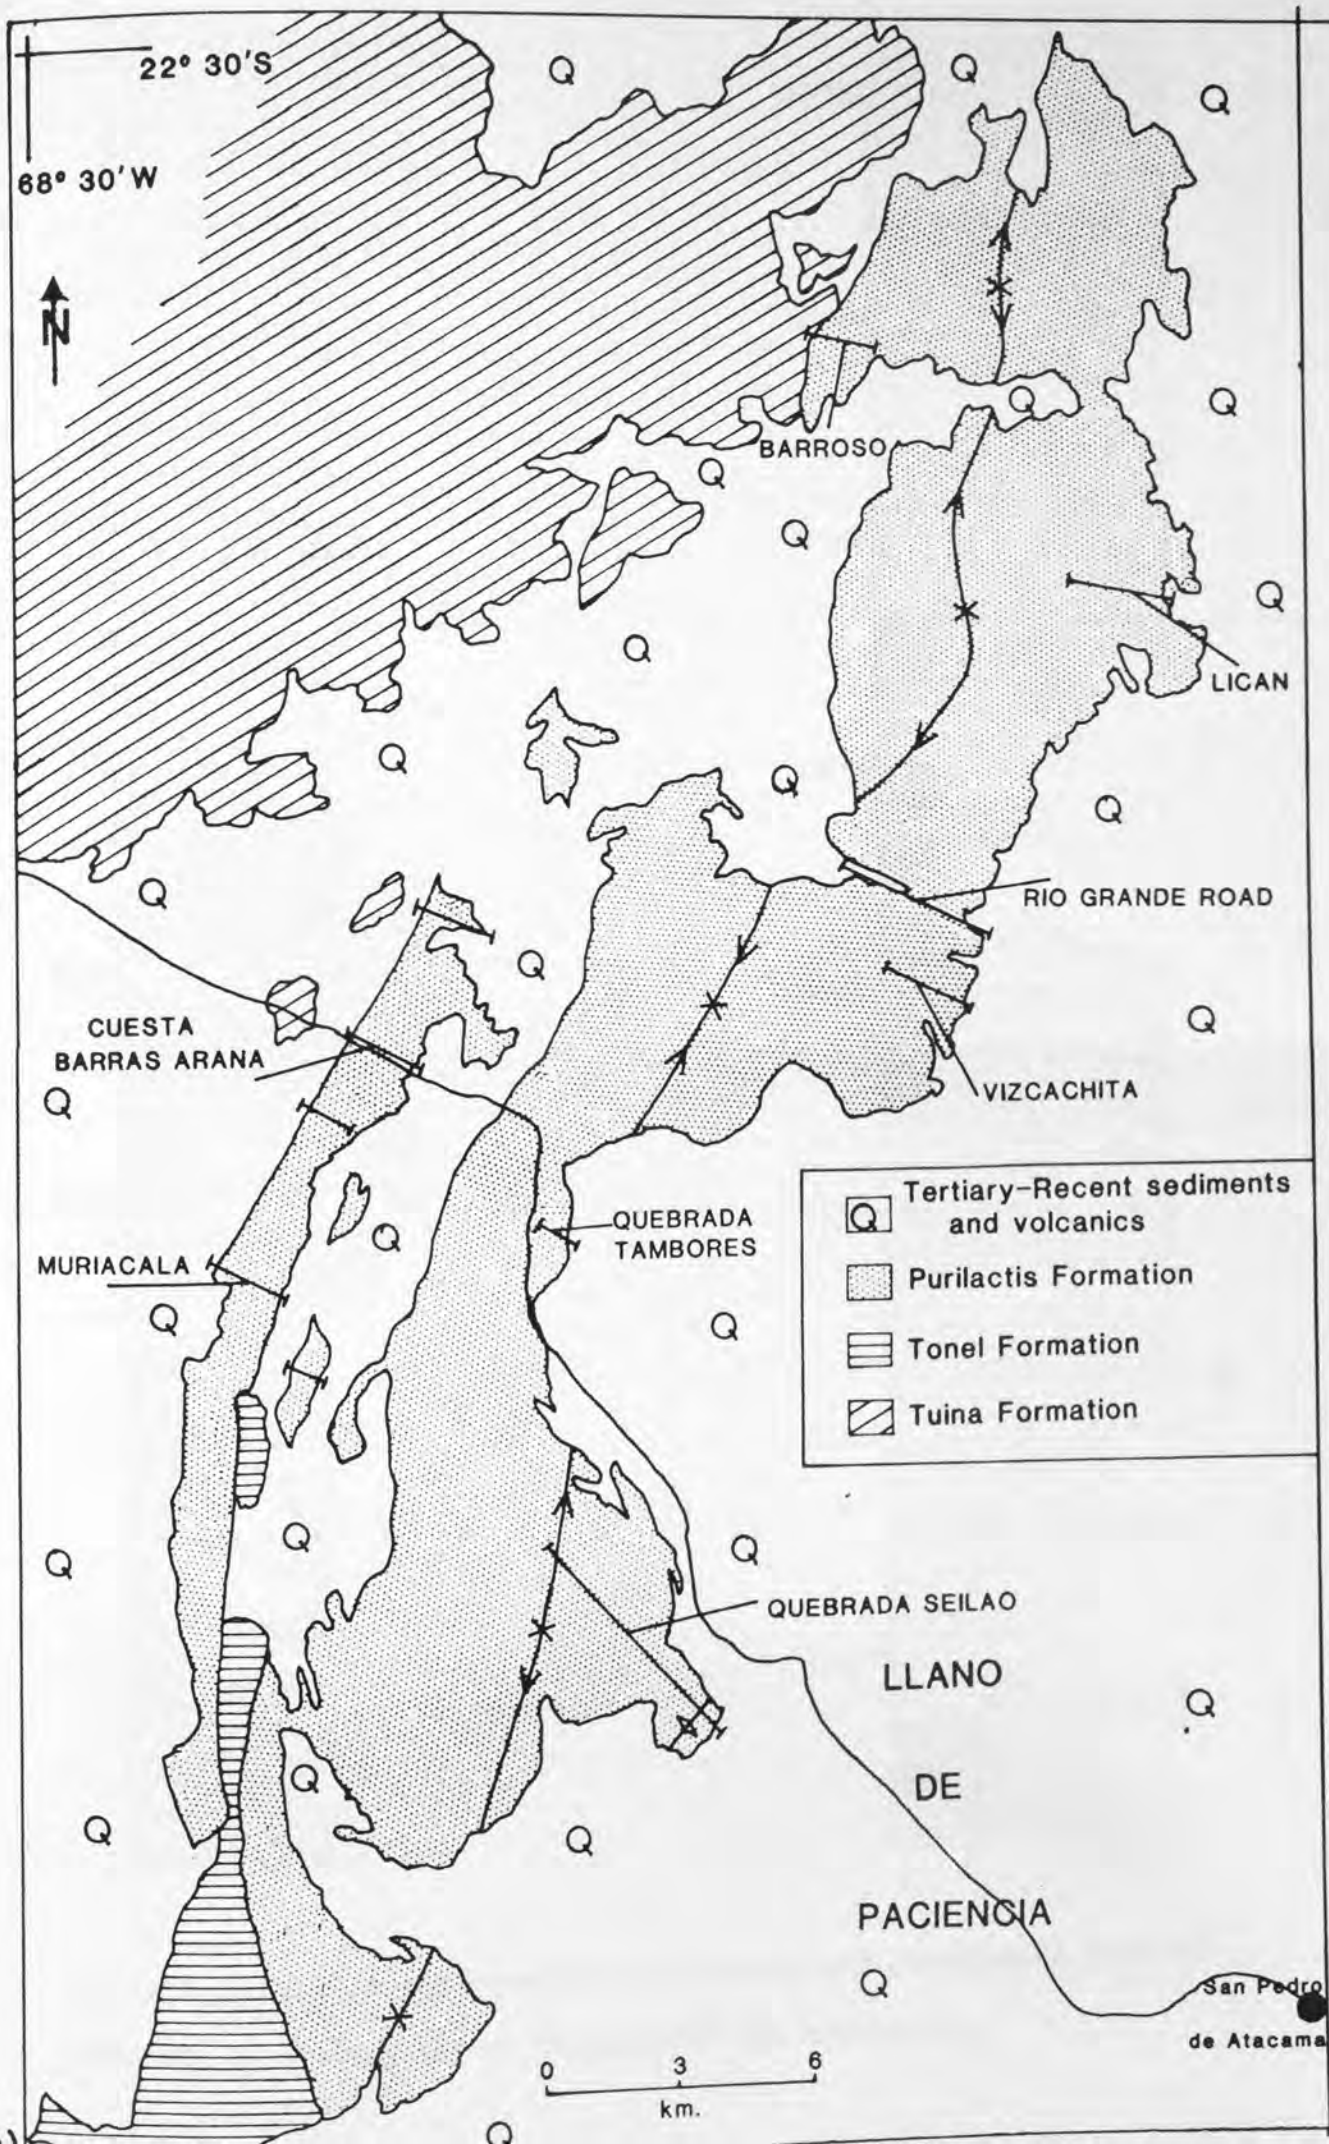 22° 30'S
68° 30'W
N
Q
Q
Q
BARROSO
Q
Q
Q
Q
Q
LICAN
Q
Q
Q
Q
Q
Q
RIO GRANDE ROAD
Q
CUESTA
BARRAS ARANA
Q
Q
VIZCACHITA
Q
Tertiary-Recent sediments
and volcanics
Purilactis Formation
Tonel Formation
Tuina Formation
QUEBRADA
TAMBORES
MURIACALA
Q
Q
Q
Q
Q
Q
QUEBRADA SEILAO
LLANO
DE
PACIENCIA
Q
Q
Q
Q
Q
San Pedro
de Atacama
0 3 6
km.
Q